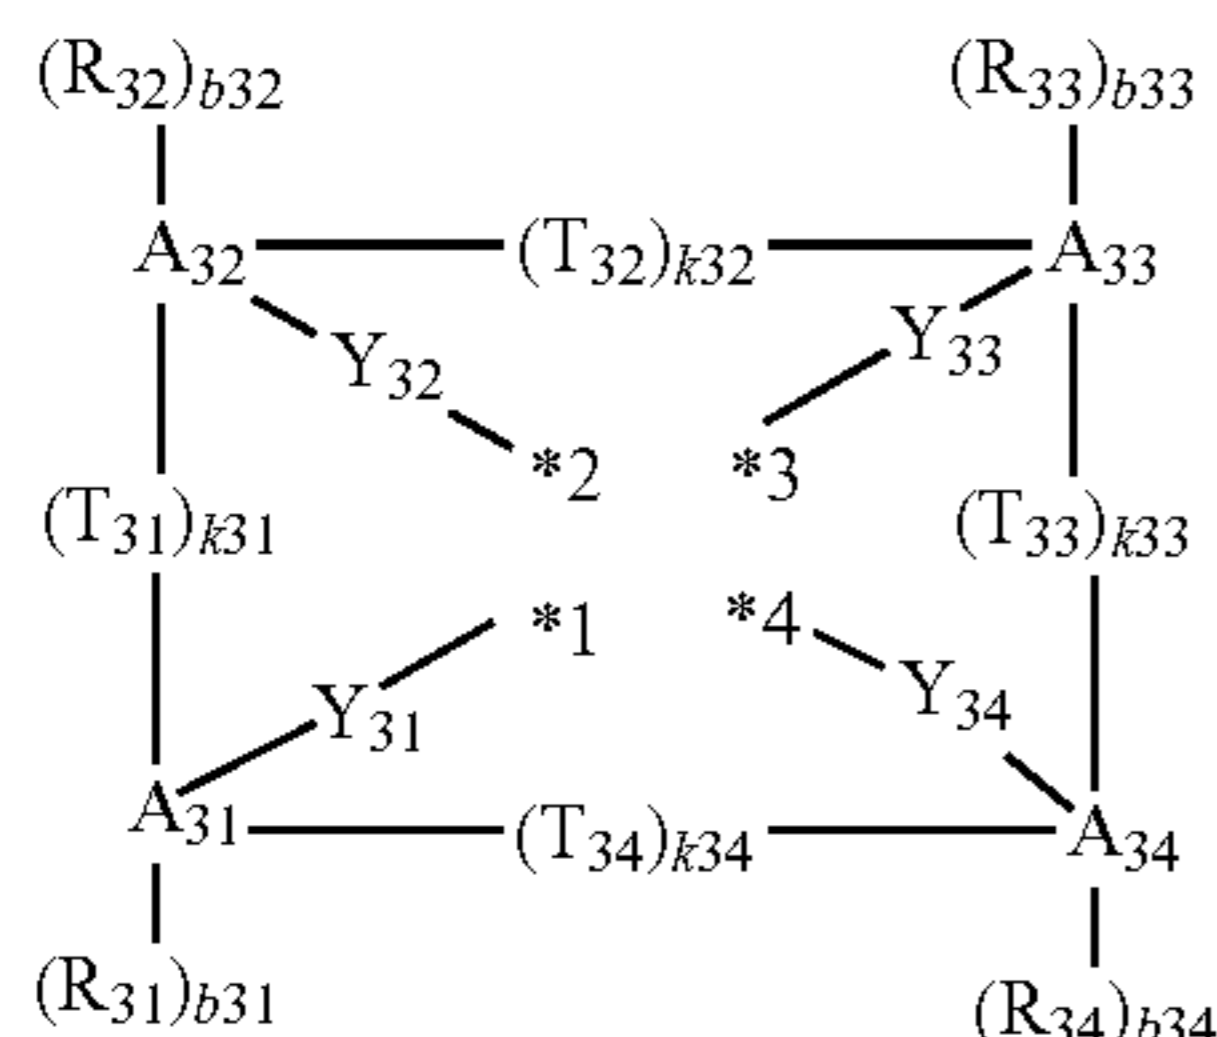 (R32)b32 (R33)b33
A32 (T32)k32 A33
Y32 Y33
*2 *3
(T31)k31 (T33)k33
*1 *4
Y31 Y34
A31 (T34)k34 A34
(R31)b31 (R34)b34